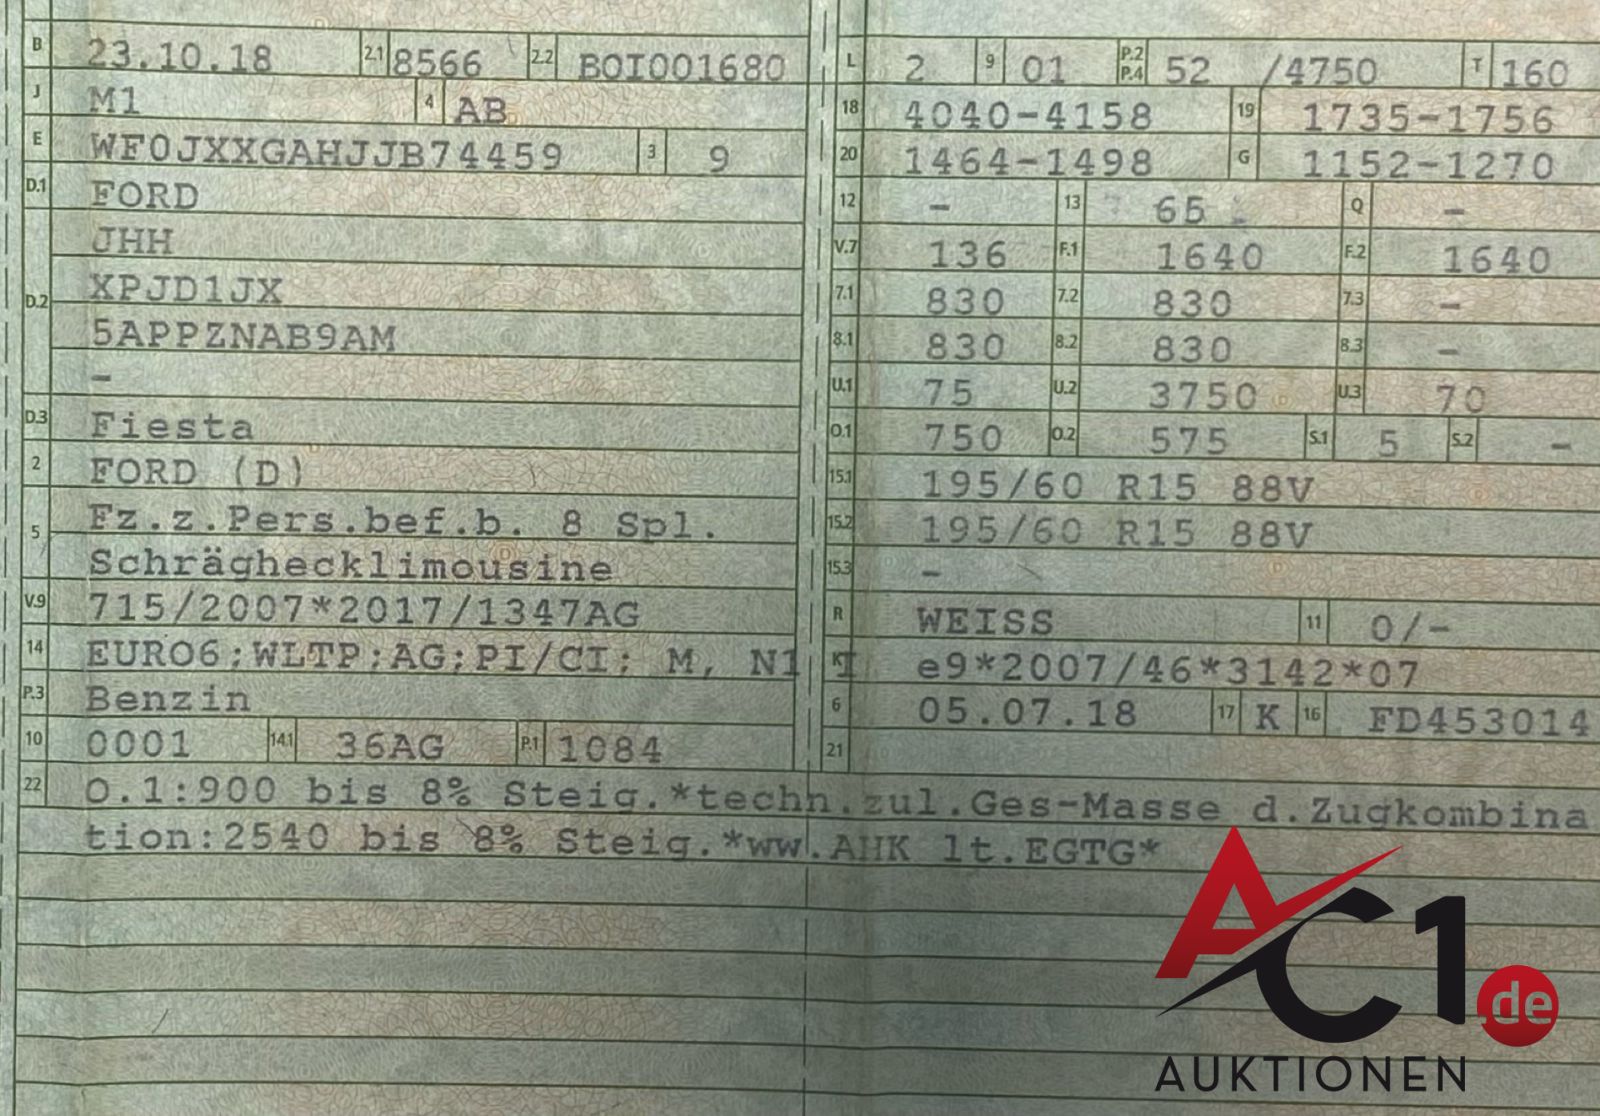 B 23.10.18 2.1 8566 2.2 BOI001680
J M1 4 AB
E WF0JXXGAHJJB74459 3 9
D.1 FORD
JHH
D.2 XPJD1JX
5APPZNAB9AM
–
D.3 Fiesta
2 FORD (D)
5 Fz.z.Pers.bef.b. 8 Spl.
Schräghecklimousine
V.9 715/2007*2017/1347AG
14 EURO6;WLTP;AG;PI/CI; M, N1 I
P.3 Benzin
10 0001 14.1 36AG P.1 1084
L 2 9 01 P.2 P.4 52 /4750 T 160
18 4040-4158 19 1735-1756
20 1464-1498 G 1152-1270
12 – 13 65 Q –
V.7 136 F.1 1640 F.2 1640
7.1 830 7.2 830 7.3 –
8.1 830 8.2 830 8.3 –
U.1 75 U.2 3750 U.3 70
O.1 750 O.2 575 S.1 5 S.2 –
15.1 195/60 R15 88V
15.2 195/60 R15 88V
15.3 –
R WEISS 11 0/–
K e9*2007/46*3142*07
6 05.07.18 17 K 16 FD453014
21
22 O.1:900 bis 8% Steig.*techn.zul.Ges-Masse d.Zugkombina
tion:2540 bis 8% Steig.*ww.AHK lt.EGTG*
AC1.de
AUKTIONEN